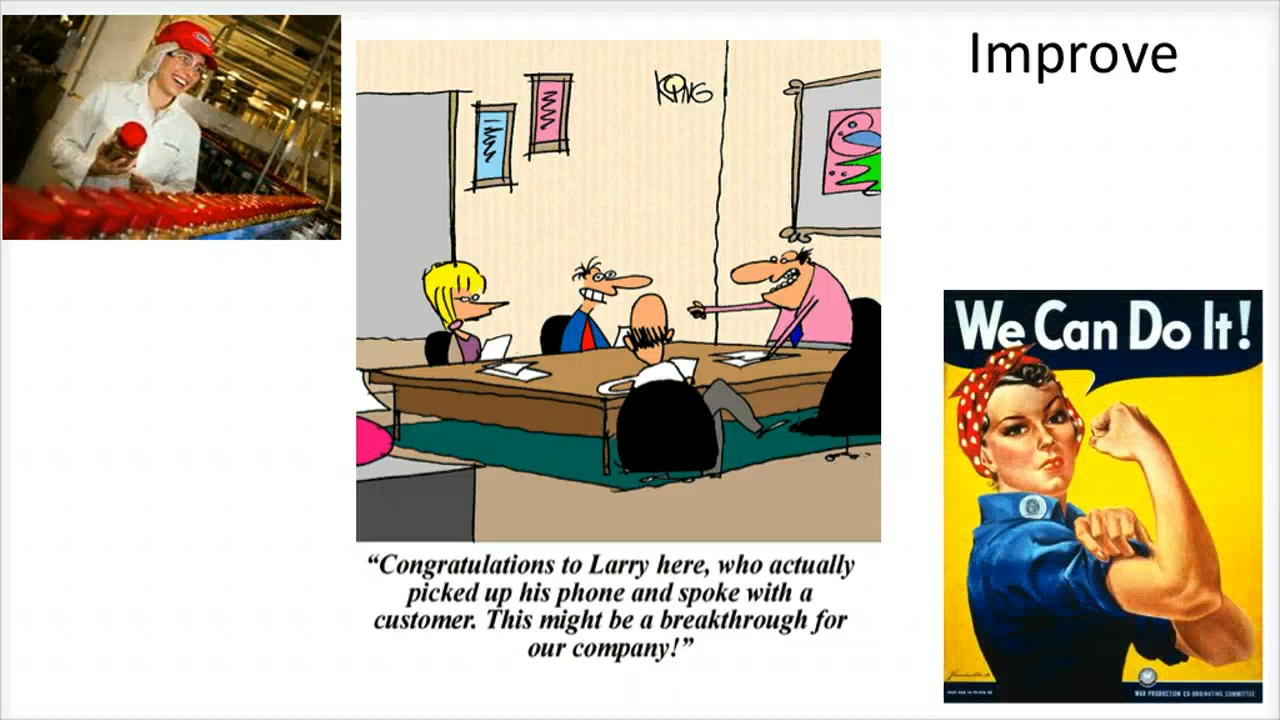 Improve
KING
We Can Do It!
WAR PRODUCTION CO-ORDINATING COMMITTEE
“Congratulations to Larry here, who actually
picked up his phone and spoke with a
customer. This might be a breakthrough for
our company!”